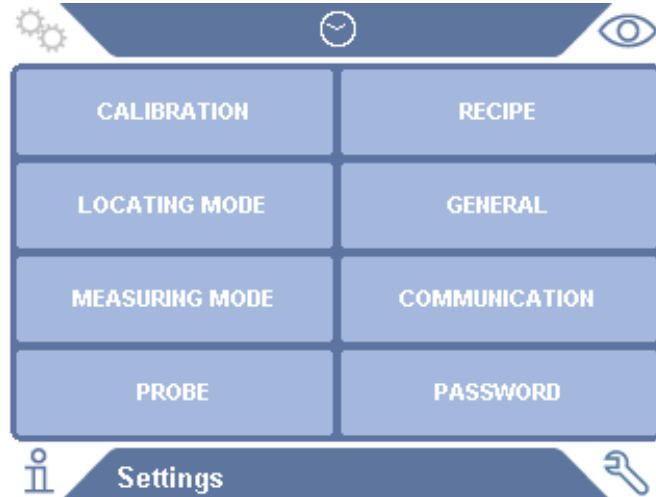 CALIBRATION
RECIPE
LOCATING MODE
GENERAL
MEASURING MODE
COMMUNICATION
PROBE
PASSWORD
Settings